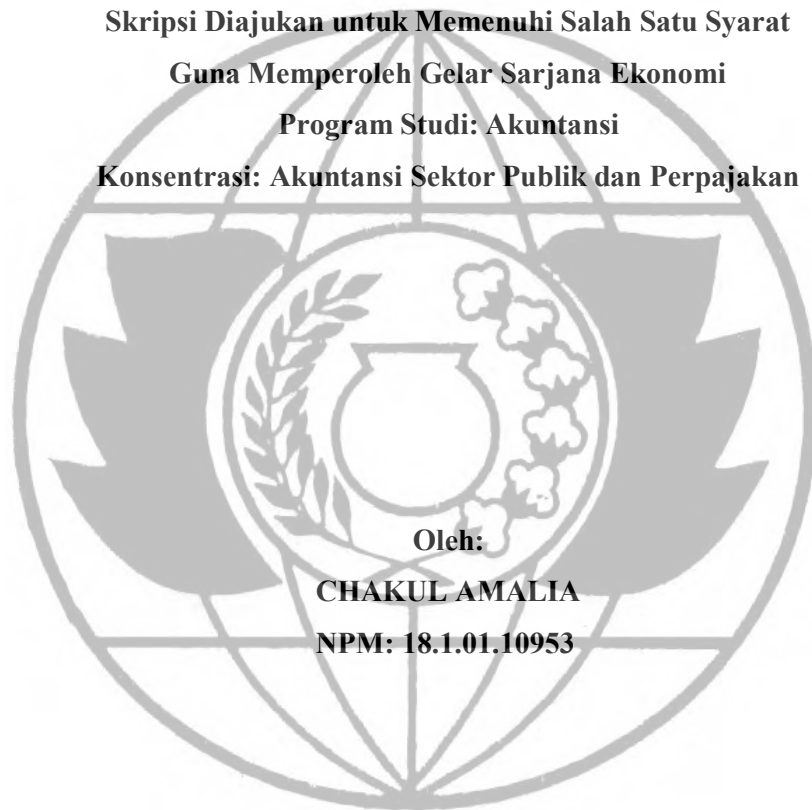 Skripsi Diajukan untuk Memenuhi Salah Satu Syarat
Guna Memperoleh Gelar Sarjana Ekonomi
Program Studi: Akuntansi
Konsentrasi: Akuntansi Sektor Publik dan Perpajakan
Oleh:
CHAKUL AMALIA
NPM: 18.1.01.10953